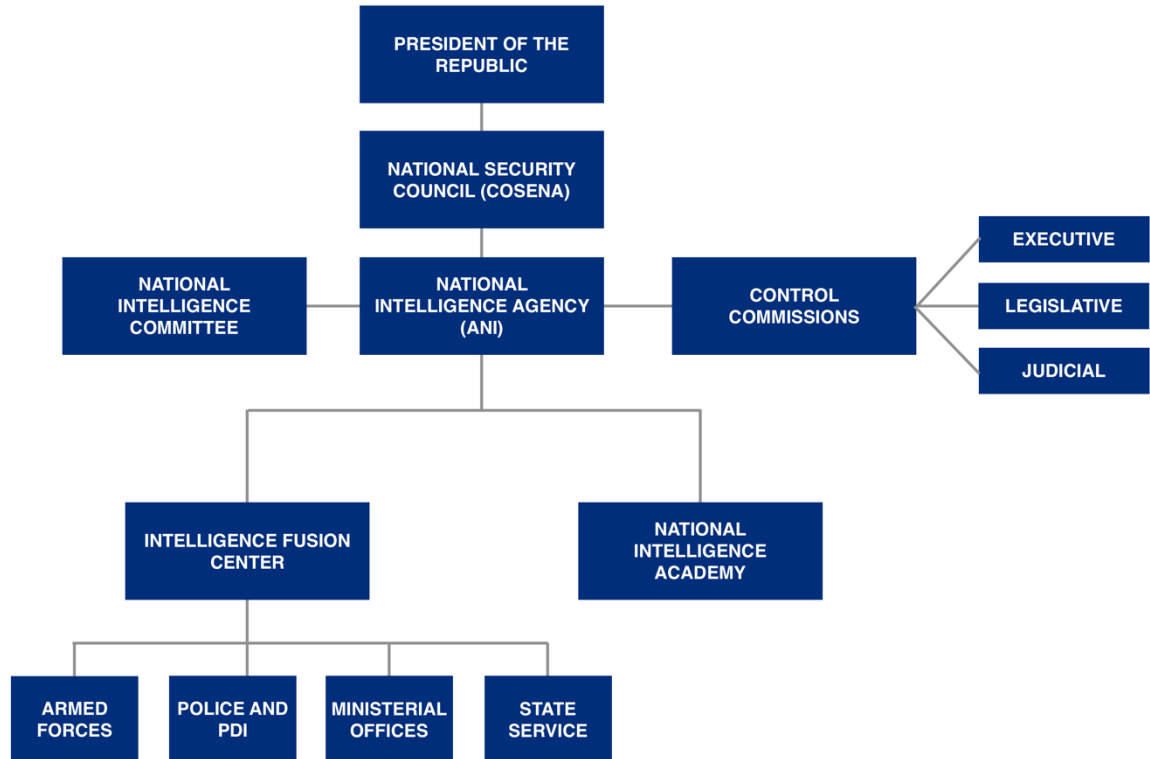 PRESIDENT OF THE
REPUBLIC
NATIONAL SECURITY
COUNCIL (COSENA)
NATIONAL
INTELLIGENCE
COMMITTEE
NATIONAL
INTELLIGENCE AGENCY
(ANI)
CONTROL
COMMISSIONS
EXECUTIVE
LEGISLATIVE
JUDICIAL
INTELLIGENCE FUSION
CENTER
NATIONAL
INTELLIGENCE
ACADEMY
ARMED
FORCES
POLICE AND
PDI
MINISTERIAL
OFFICES
STATE
SERVICE